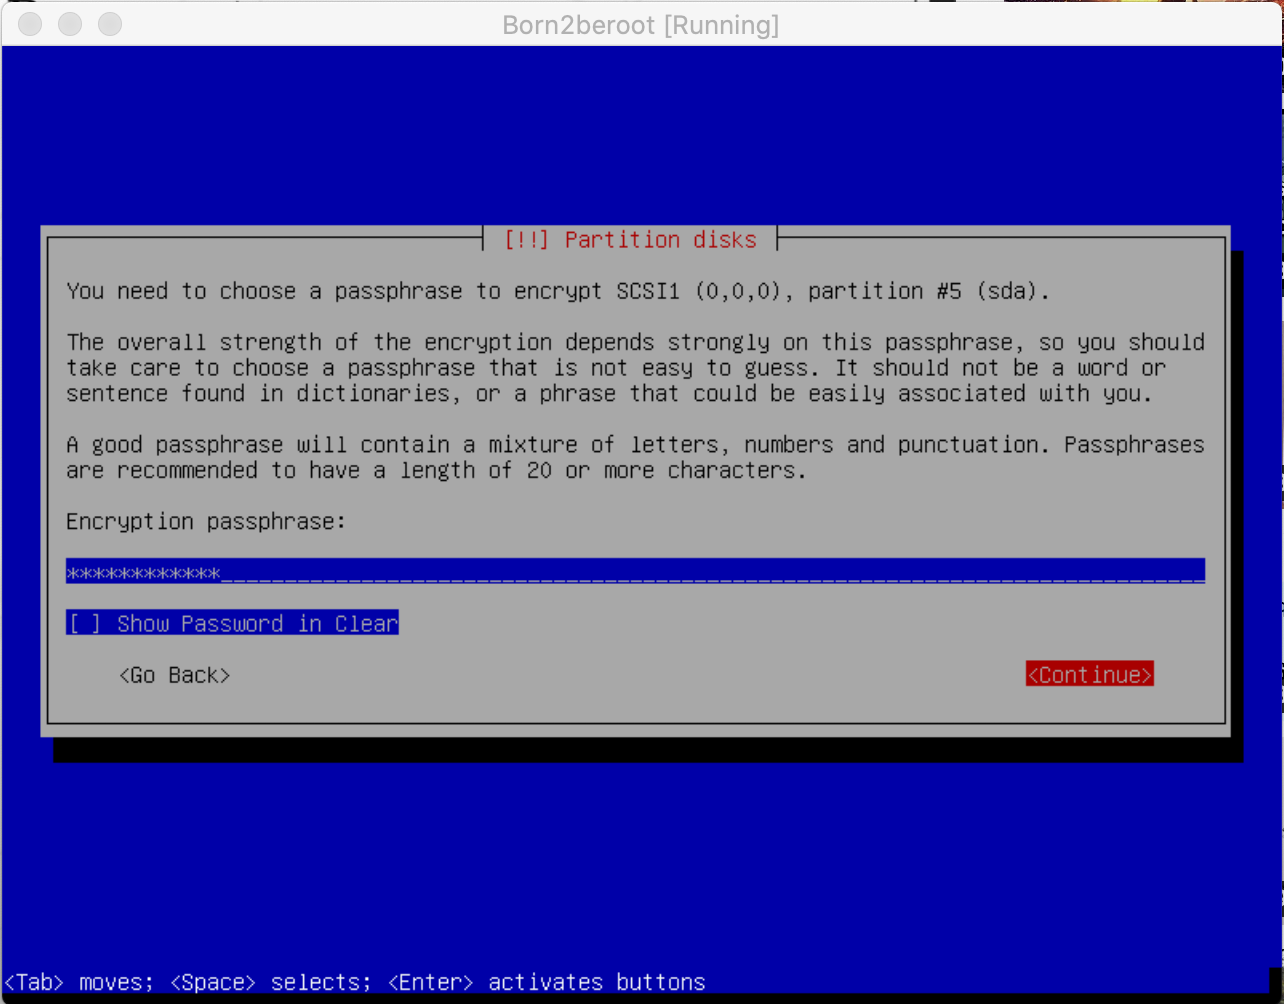 Born2beroot [Running]
[!!] Partition disks
You need to choose a passphrase to encrypt SCSI1 (0,0,0), partition #5 (sda).
The overall strength of the encryption depends strongly on this passphrase, so you should
take care to choose a passphrase that is not easy to guess. It should not be a word or
sentence found in dictionaries, or a phrase that could be easily associated with you.
A good passphrase will contain a mixture of letters, numbers and punctuation. Passphrases
are recommended to have a length of 20 or more characters.
Encryption passphrase:
************_____________________________________________________________________________
[ ] Show Password in Clear
<Go Back> <Continue>
<Tab> moves; <Space> selects; <Enter> activates buttons